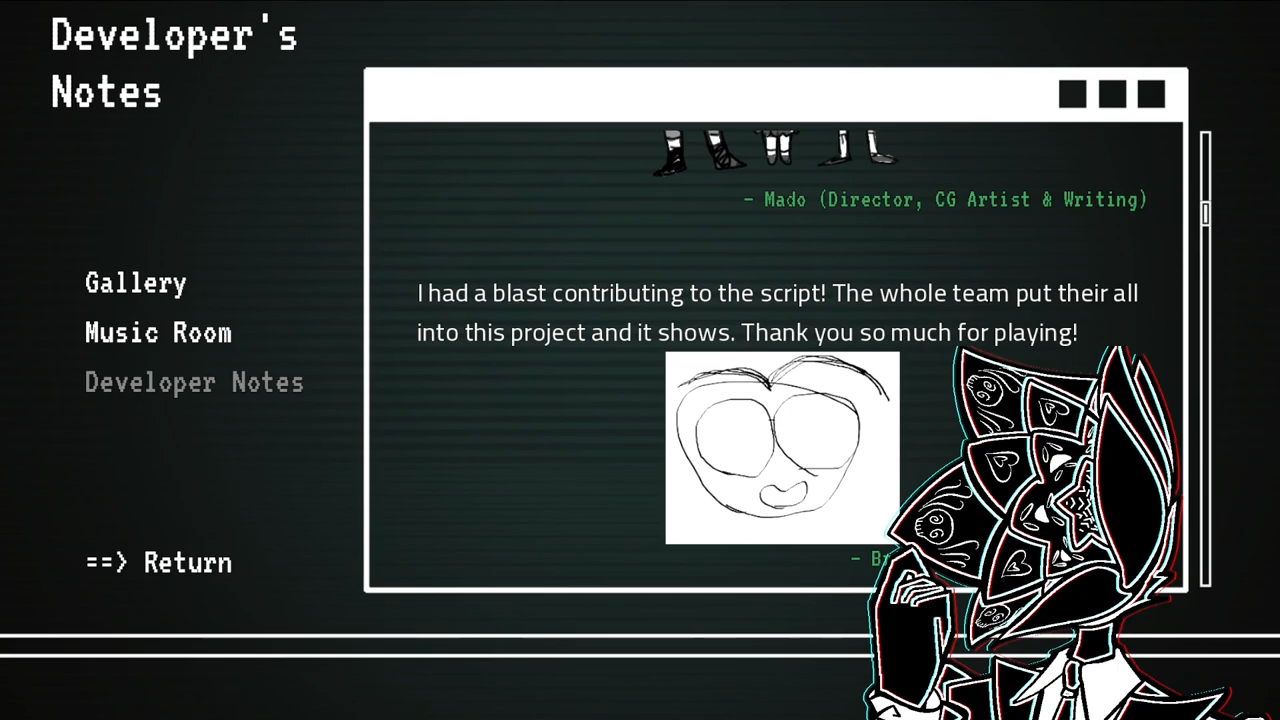 Developer's
Notes
- Mado (Director, CG Artist & Writing)
I had a blast contributing to the script! The whole team put their all
into this project and it shows. Thank you so much for playing!
Gallery
Music Room
Developer Notes
==> Return